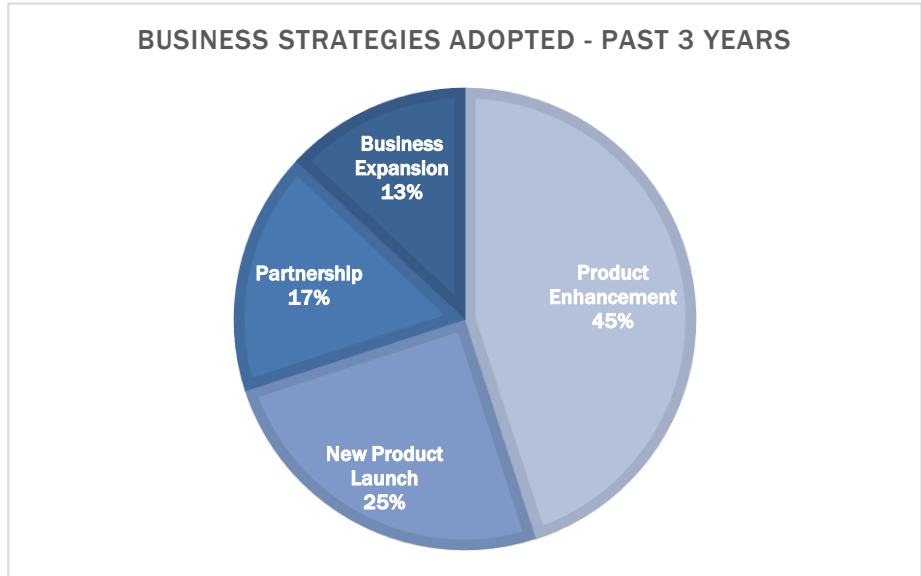 BUSINESS STRATEGIES ADOPTED - PAST 3 YEARS
Business
Expansion
13%
Partnership
17%
Product
Enhancement
45%
New Product
Launch
25%